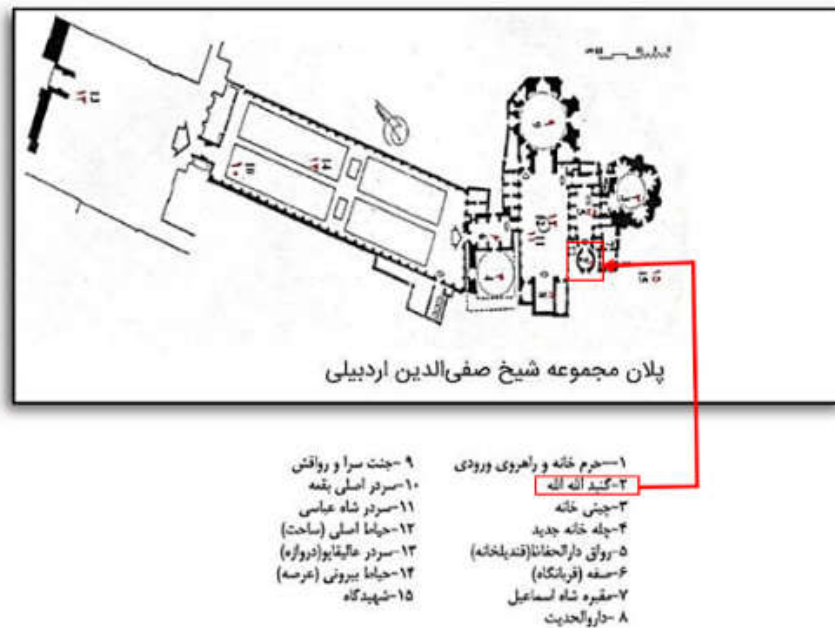 پلان مجموعه شیخ صفی‌الدین اردبیلی
۱-حرم خانه و راهروی ورودی
۲-گنبد الله الله
۳-چینی خانه
۴-چله خانه جدید
۵-رواق دارالحفاظ(قندیلخانه)
۶-صفه (قربانگاه)
۷-مقبره شاه اسماعیل
۸ -داروالحدیث
۹ -جنت سرا و رواقش
۱۰-سردر اصلی بقعه
۱۱-سردر شاه عباسی
۱۲-حیاط اصلی (ساحت)
۱۳-سردر عالیقاپو(دروازه)
۱۴-حیاط بیرونی (عرصه)
۱۵-شهیدگاه